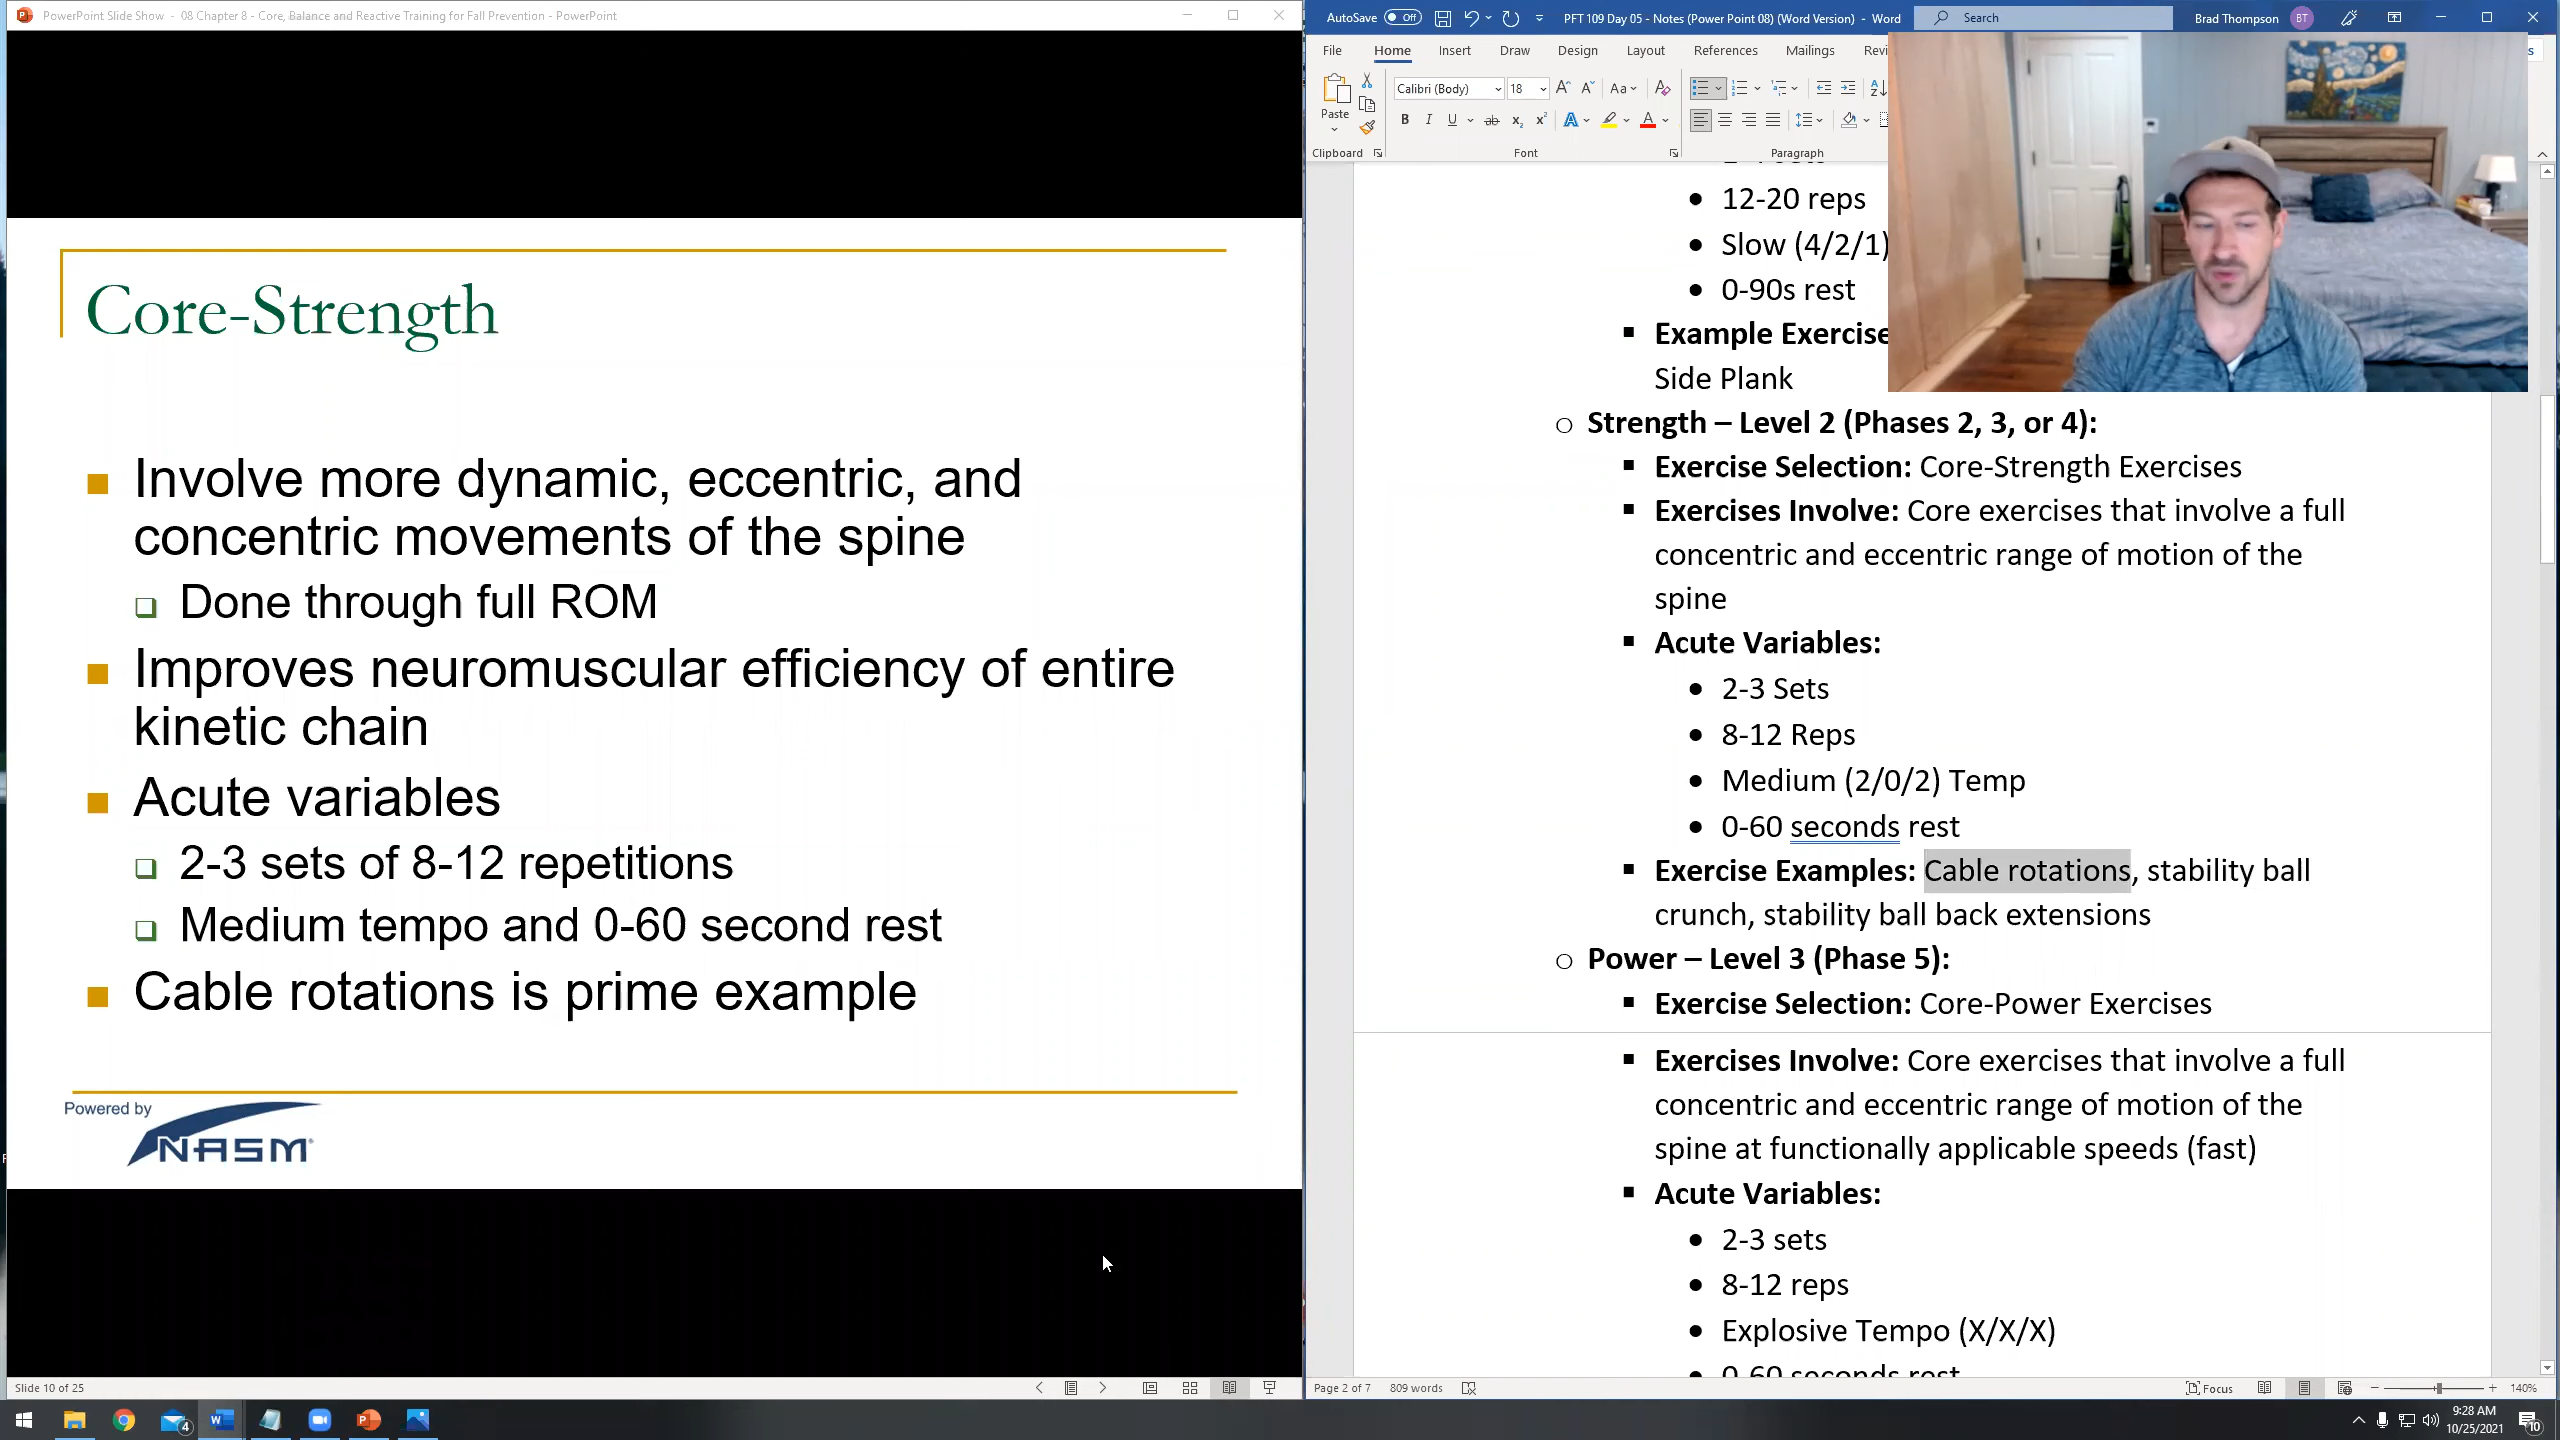 PowerPoint Slide Show - 08 Chapter 8 - Core, Balance and Reactive Training for Fall Prevention - PowerPoint
Core-Strength
Involve more dynamic, eccentric, and
concentric movements of the spine
Done through full ROM
Improves neuromuscular efficiency of entire
kinetic chain
Acute variables
2-3 sets of 8-12 repetitions
Medium tempo and 0-60 second rest
Cable rotations is prime example
Powered by
NASM
Slide 10 of 25
AutoSave Off PFT 109 Day 05 - Notes (Power Point 08) (Word Version) - Word Search Brad Thompson BT
File Home Insert Draw Design Layout References Mailings
Calibri (Body) 18
Paste
Clipboard Font Paragraph
12-20 reps
Slow (4/2/1)
0-90s rest
Example Exercise
Side Plank
Strength – Level 2 (Phases 2, 3, or 4):
Exercise Selection: Core-Strength Exercises
Exercises Involve: Core exercises that involve a full
concentric and eccentric range of motion of the
spine
Acute Variables:
2-3 Sets
8-12 Reps
Medium (2/0/2) Temp
0-60 seconds rest
Exercise Examples: Cable rotations, stability ball
crunch, stability ball back extensions
Power – Level 3 (Phase 5):
Exercise Selection: Core-Power Exercises
Exercises Involve: Core exercises that involve a full
concentric and eccentric range of motion of the
spine at functionally applicable speeds (fast)
Acute Variables:
2-3 sets
8-12 reps
Explosive Tempo (X/X/X)
0-60 seconds rest
Page 2 of 7 809 words Focus 140%
9:28 AM
10/25/2021